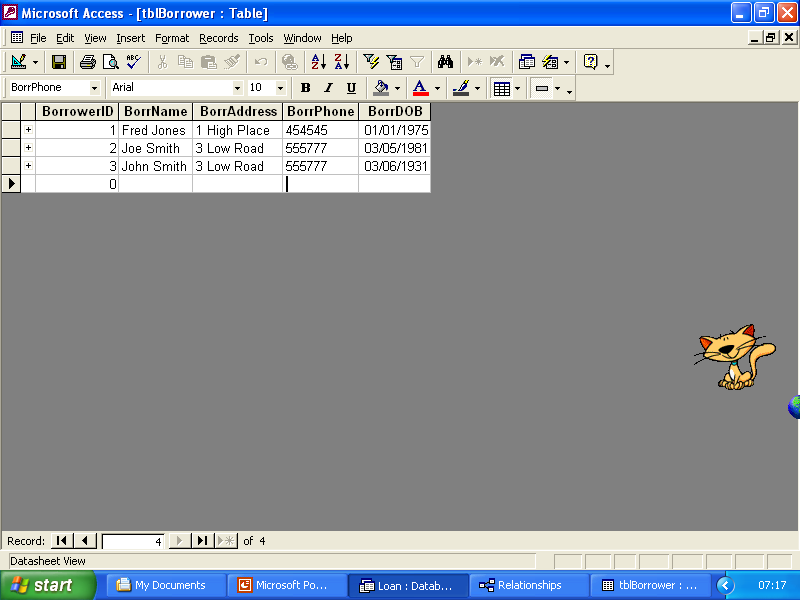 Microsoft Access - [tblBorrower : Table]
File Edit View Insert Format Records Tools Window Help
ABC A Z Z A
BorrPhone Arial 10 B I U A
BorrowerID BorrName BorrAddress BorrPhone BorrDOB
+ 1 Fred Jones 1 High Place 454545 01/01/1975
+ 2 Joe Smith 3 Low Road 555777 03/05/1981
+ 3 John Smith 3 Low Road 555777 03/06/1931
0
Record: 4 of 4
Datasheet View
start My Documents Microsoft Po... Loan : Datab... Relationships tblBorrower : ... 07:17